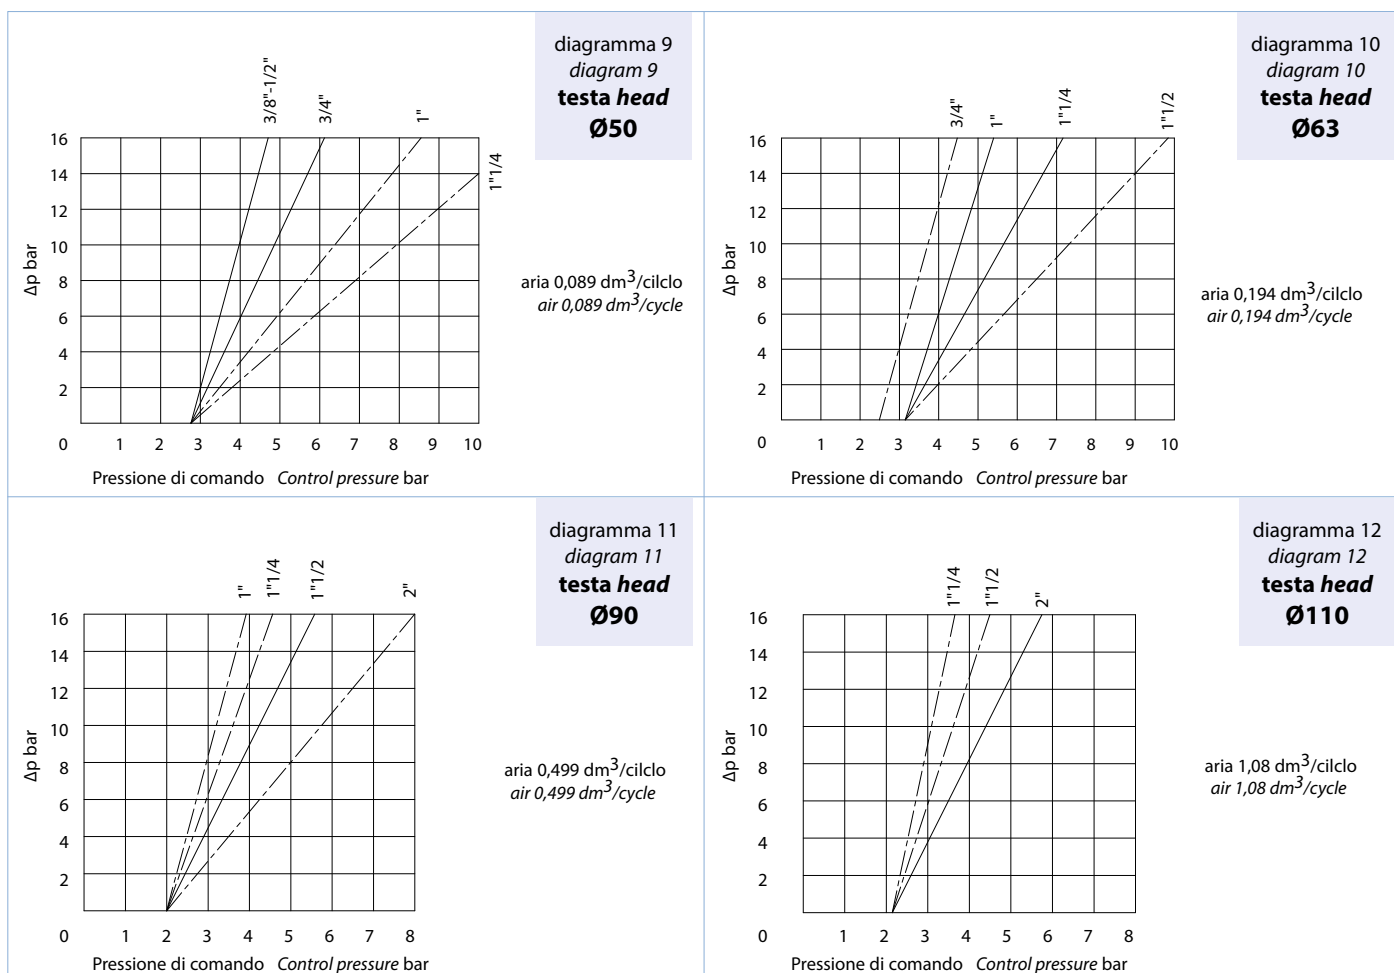 diagramma 9
diagram 9
testa head
Ø50
3/8"-1/2"
3/4"
1"
1"1/4
16
14
12
10
8
6
4
2
0
1 2 3 4 5 6 7 8 9 10
Δp bar
Pressione di comando Control pressure bar
aria 0,089 dm³/cilclo
air 0,089 dm³/cycle
diagramma 10
diagram 10
testa head
Ø63
3/4"
1"
1"1/4
1"1/2
16
14
12
10
8
6
4
2
0
1 2 3 4 5 6 7 8 9 10
Δp bar
Pressione di comando Control pressure bar
aria 0,194 dm³/cilclo
air 0,194 dm³/cycle
diagramma 11
diagram 11
testa head
Ø90
1"
1"1/4
1"1/2
2"
16
14
12
10
8
6
4
2
0
1 2 3 4 5 6 7 8
Δp bar
Pressione di comando Control pressure bar
aria 0,499 dm³/cilclo
air 0,499 dm³/cycle
diagramma 12
diagram 12
testa head
Ø110
1"1/4
1"1/2
2"
16
14
12
10
8
6
4
2
0
1 2 3 4 5 6 7 8
Δp bar
Pressione di comando Control pressure bar
aria 1,08 dm³/cilclo
air 1,08 dm³/cycle